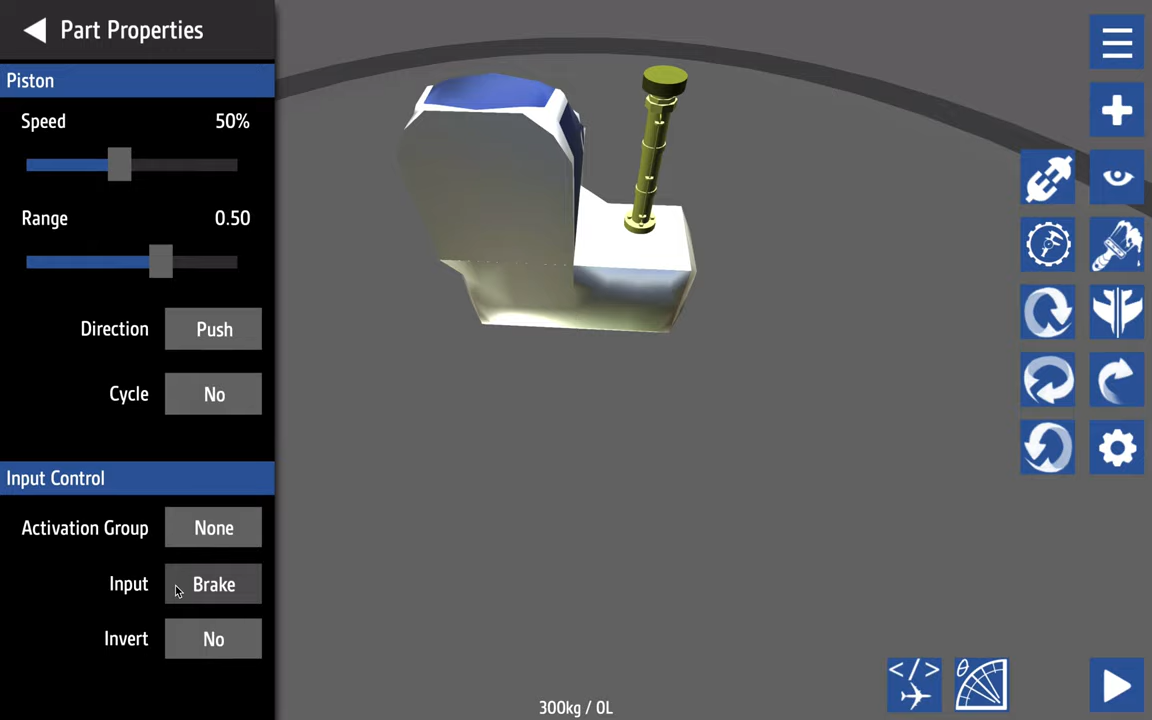 Part Properties
Piston
Speed 50%
Range 0.50
Direction Push
Cycle No
Input Control
Activation Group None
Input Brake
Invert No
300kg / 0L